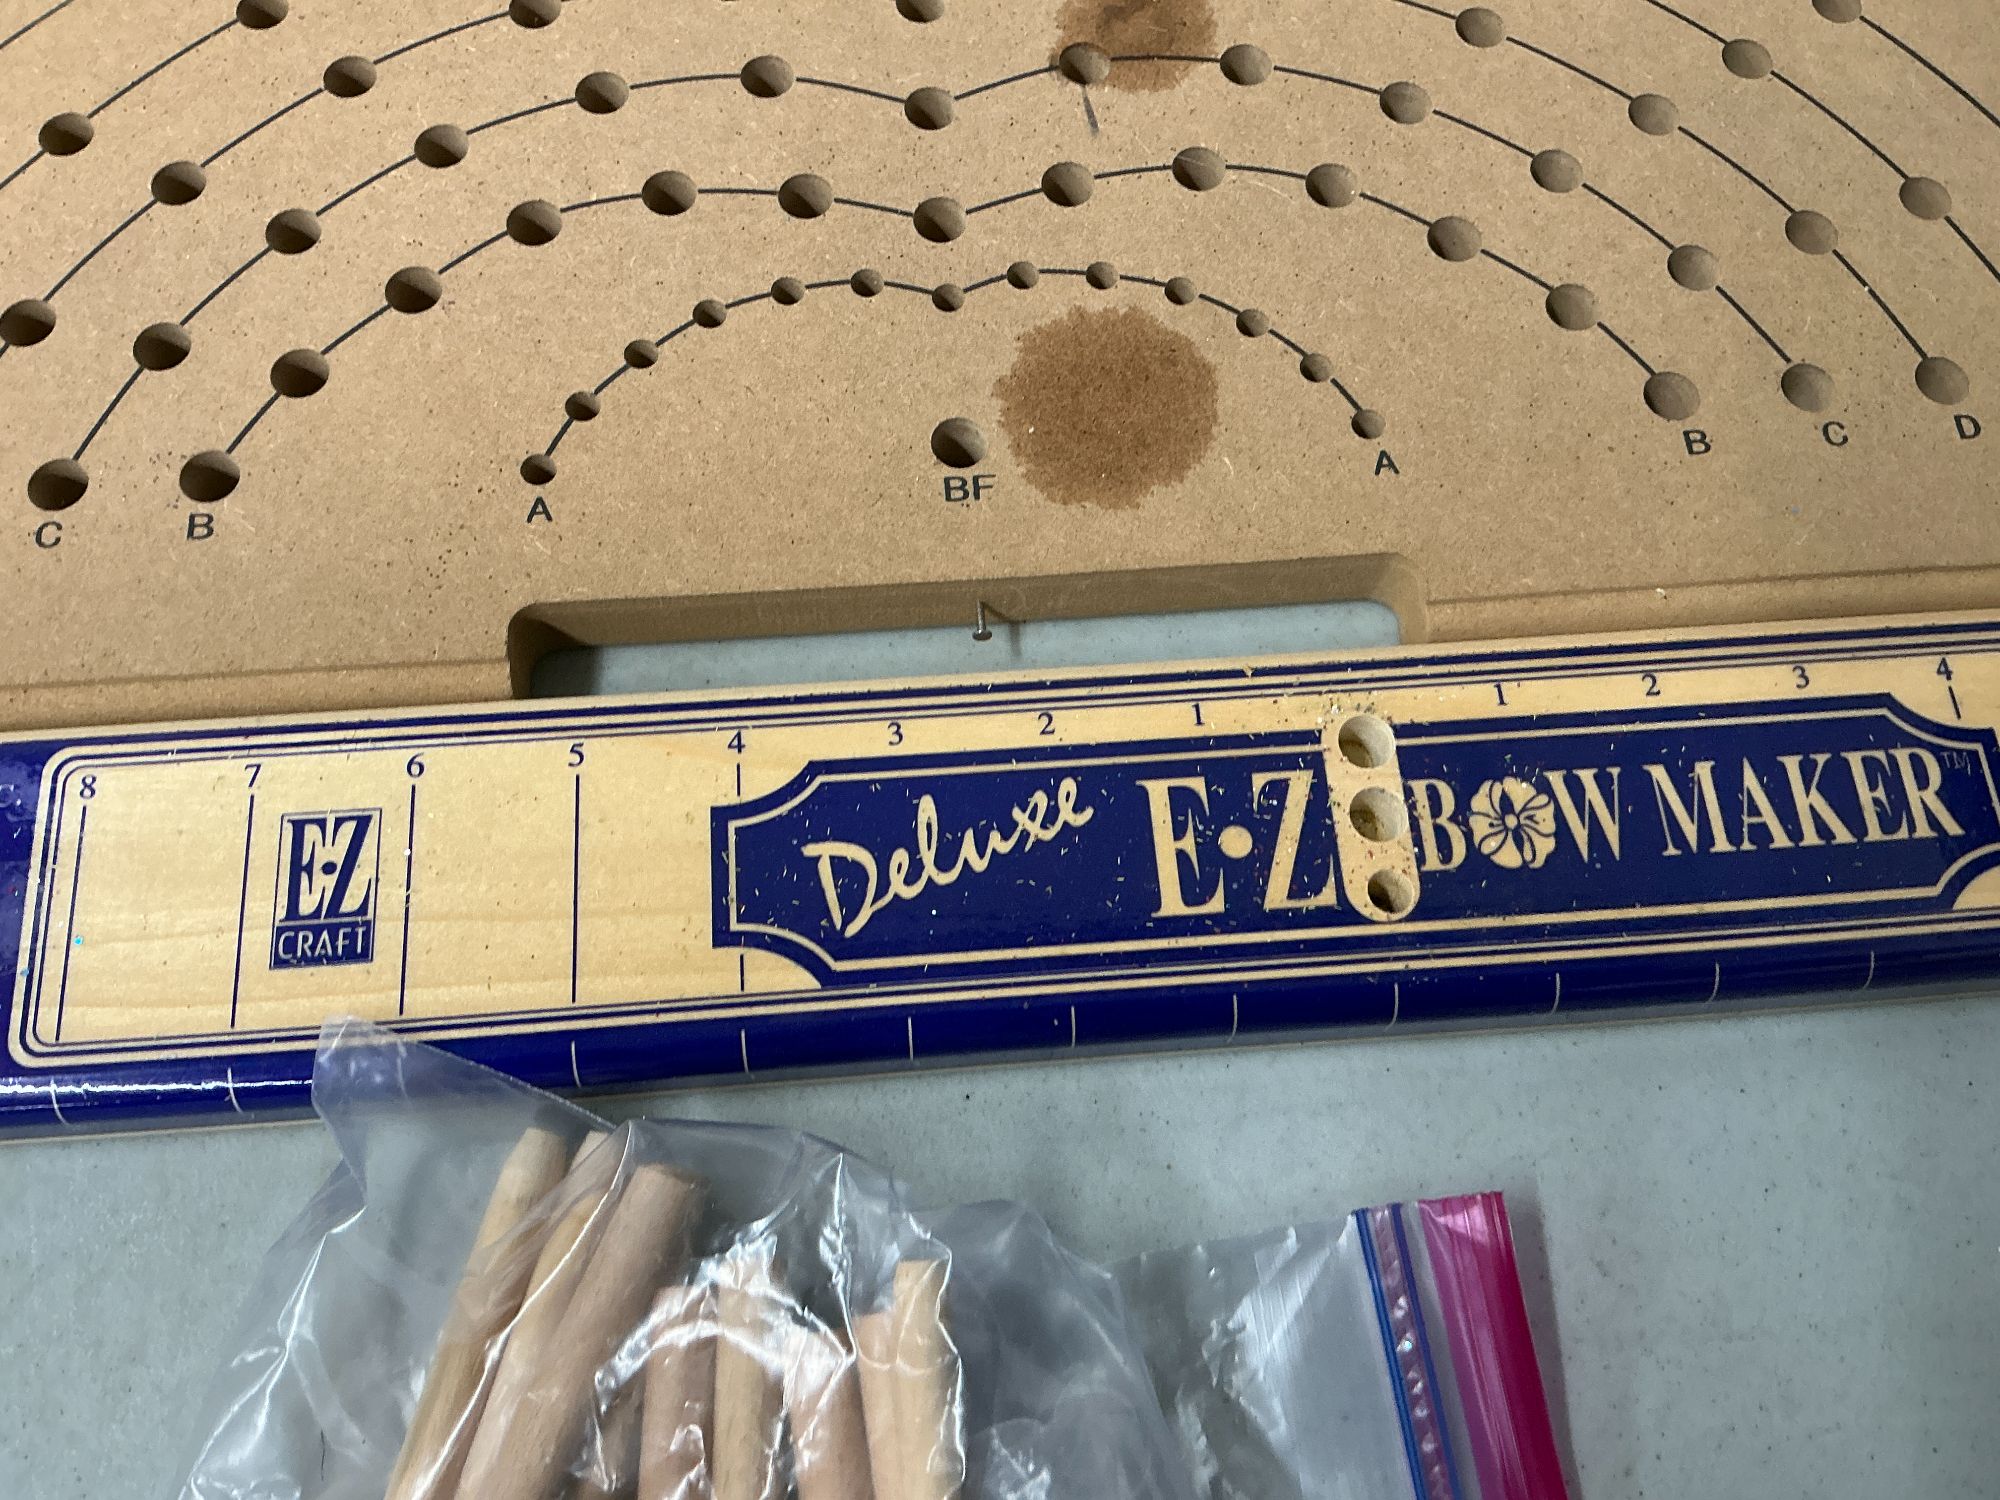 C B A BF A B C D
8 7 6 5 4 3 2 1 1 2 3 4
E·Z
CRAFT
Deluxe E·Z BOW MAKER™